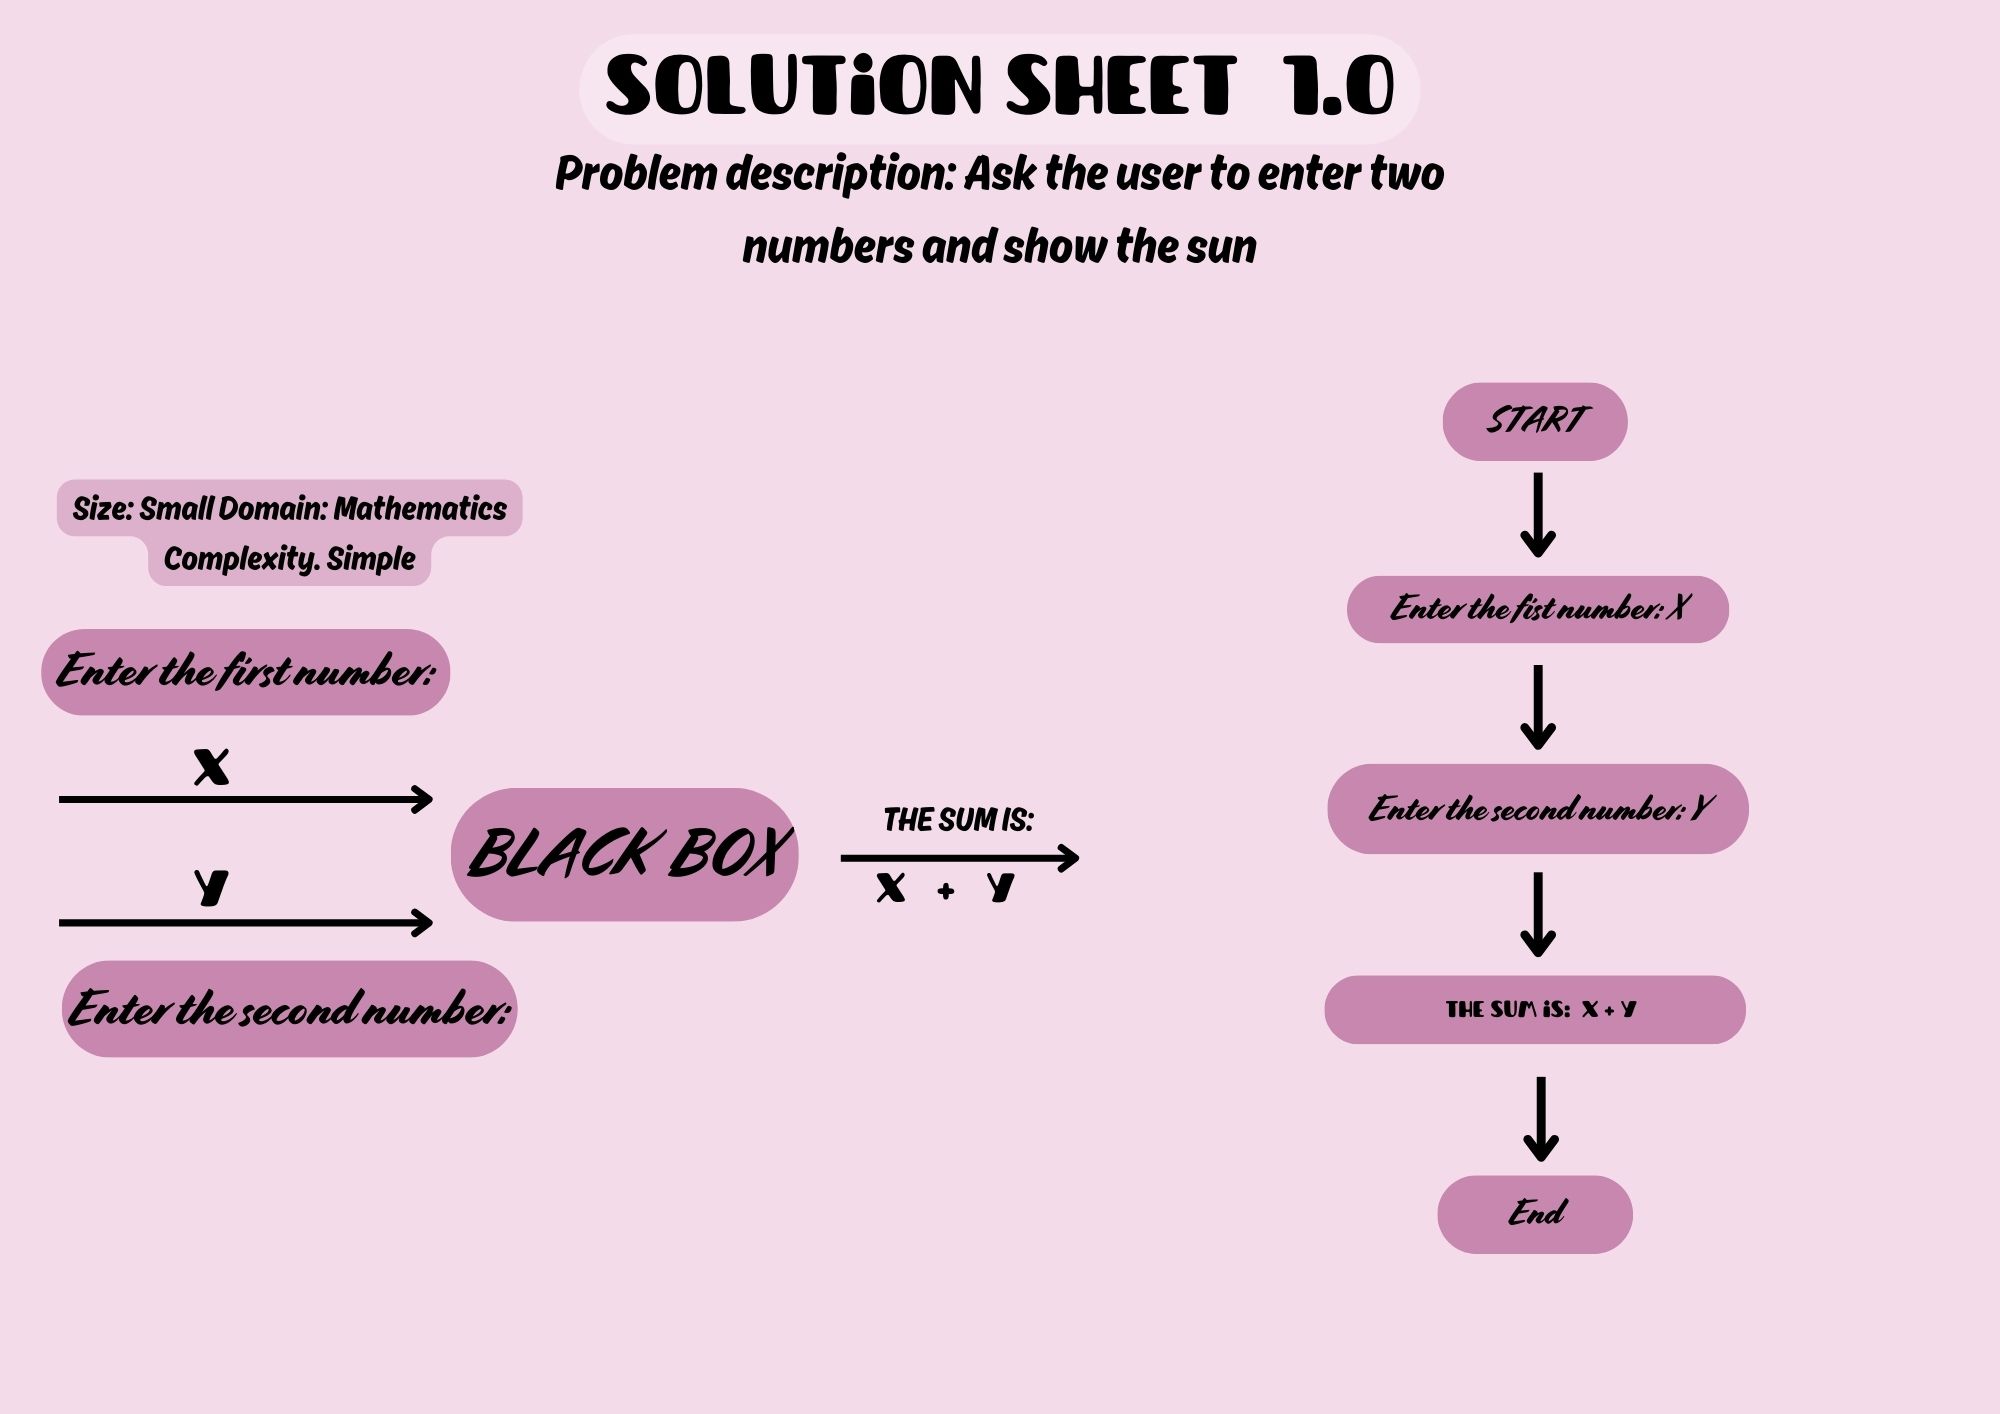 SOLUTiON SHEET 1.0
Problem description: Ask the user to enter two
numbers and show the sun
Size: Small Domain: Mathematics
Complexity. Simple
Enter the first number:
X
Y
Enter the second number:
BLACK BOX
THE SUM IS:
X + Y
START
Enter the fist number: X
Enter the second number: Y
THE SUM iS: X + Y
End